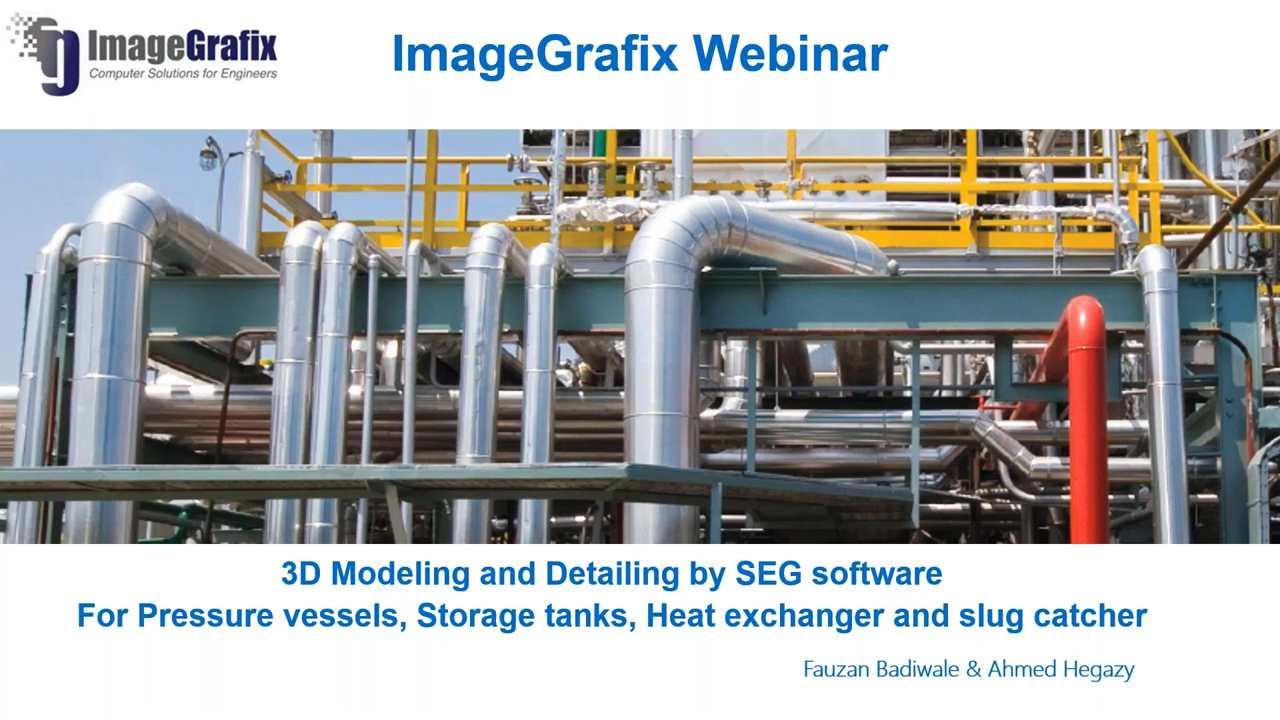 ImageGrafix
Computer Solutions for Engineers
ImageGrafix Webinar
3D Modeling and Detailing by SEG software
For Pressure vessels, Storage tanks, Heat exchanger and slug catcher
Fauzan Badiwale & Ahmed Hegazy